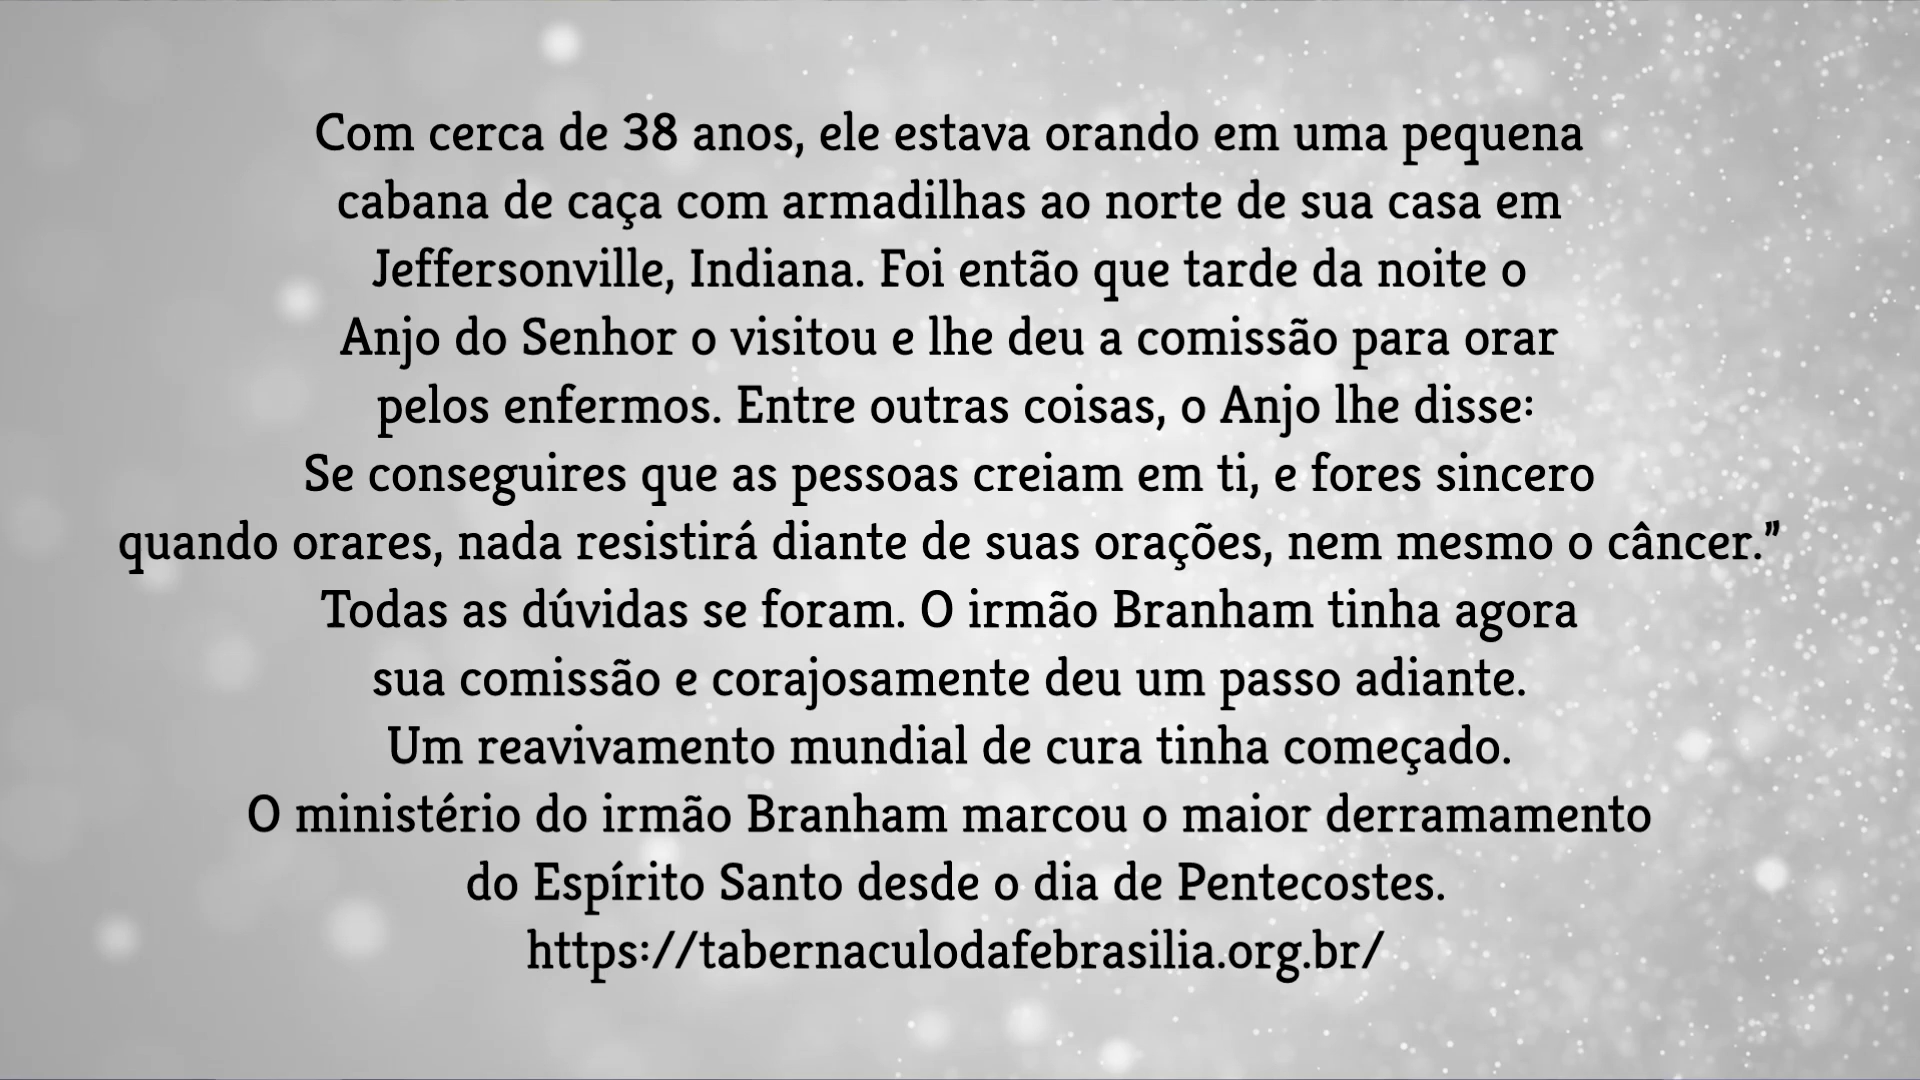 Com cerca de 38 anos, ele estava orando em uma pequena
cabana de caça com armadilhas ao norte de sua casa em
Jeffersonville, Indiana. Foi então que tarde da noite o
Anjo do Senhor o visitou e lhe deu a comissão para orar
pelos enfermos. Entre outras coisas, o Anjo lhe disse:
Se conseguires que as pessoas creiam em ti, e fores sincero
quando orares, nada resistirá diante de suas orações, nem mesmo o câncer.”
Todas as dúvidas se foram. O irmão Branham tinha agora
sua comissão e corajosamente deu um passo adiante.
Um reavivamento mundial de cura tinha começado.
O ministério do irmão Branham marcou o maior derramamento
do Espírito Santo desde o dia de Pentecostes.
https://tabernaculodafebrasilia.org.br/